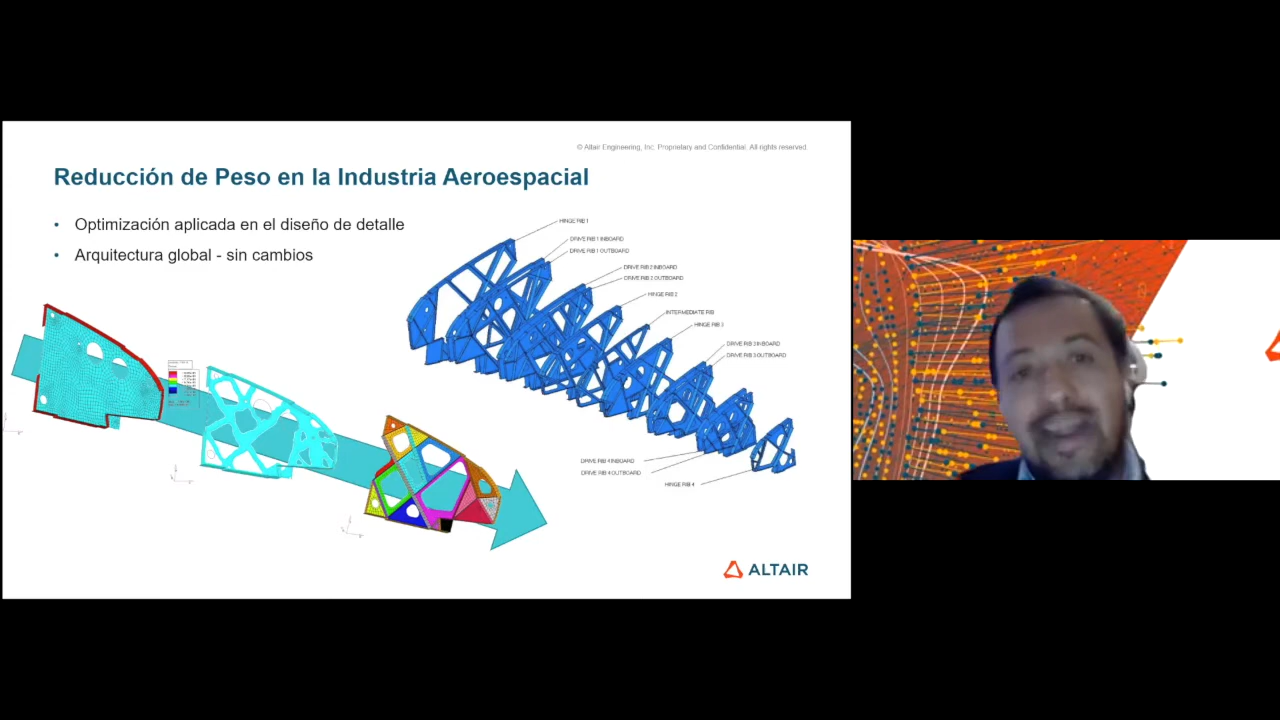 © Altair Engineering, Inc. Proprietary and Confidential. All rights reserved.
Reducción de Peso en la Industria Aeroespacial
• Optimización aplicada en el diseño de detalle
• Arquitectura global - sin cambios
HINGE RIB 1
DRIVE RIB 1 INBOARD
DRIVE RIB 1 OUTBOARD
DRIVE RIB 2 INBOARD
DRIVE RIB 2 OUTBOARD
HINGE RIB 2
INTERMEDIATE RIB
HINGE RIB 3
DRIVE RIB 3 INBOARD
DRIVE RIB 3 OUTBOARD
DRIVE RIB 4 INBOARD
DRIVE RIB 4 OUTBOARD
HINGE RIB 4
ALTAIR